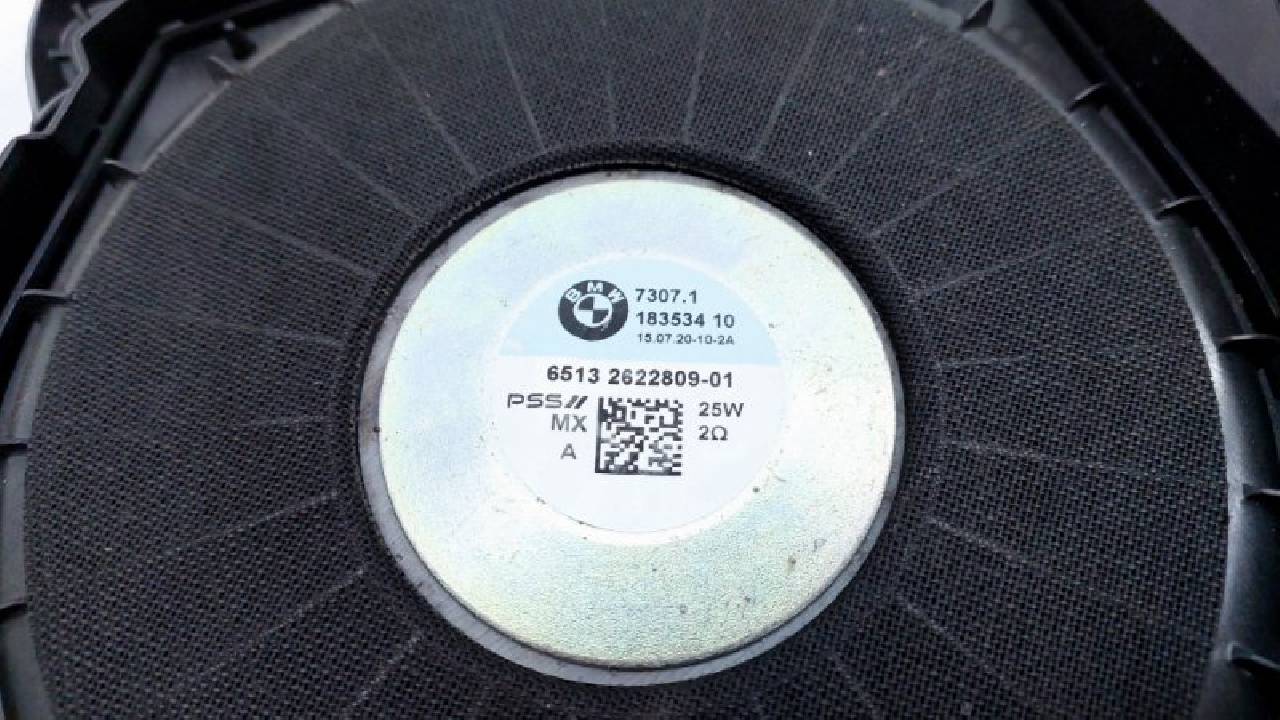 BMW
7307.1
183534 10
15.07.20-10-2A
6513 2622809-01
PSS//
MX
A
25W
2Ω